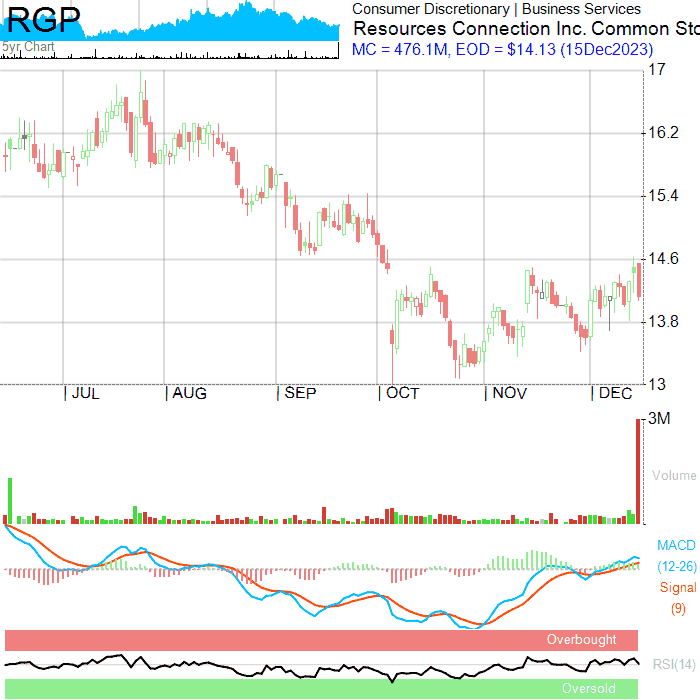 RGP
5yr Chart
Consumer Discretionary | Business Services
Resources Connection Inc. Common Sto
MC = 476.1M, EOD = $14.13 (15Dec2023)
17
16.2
15.4
14.6
13.8
13
| JUL | AUG | SEP | OCT | NOV | DEC
3M
Volume
MACD
(12-26)
Signal
(9)
Overbought
RSI(14)
Oversold